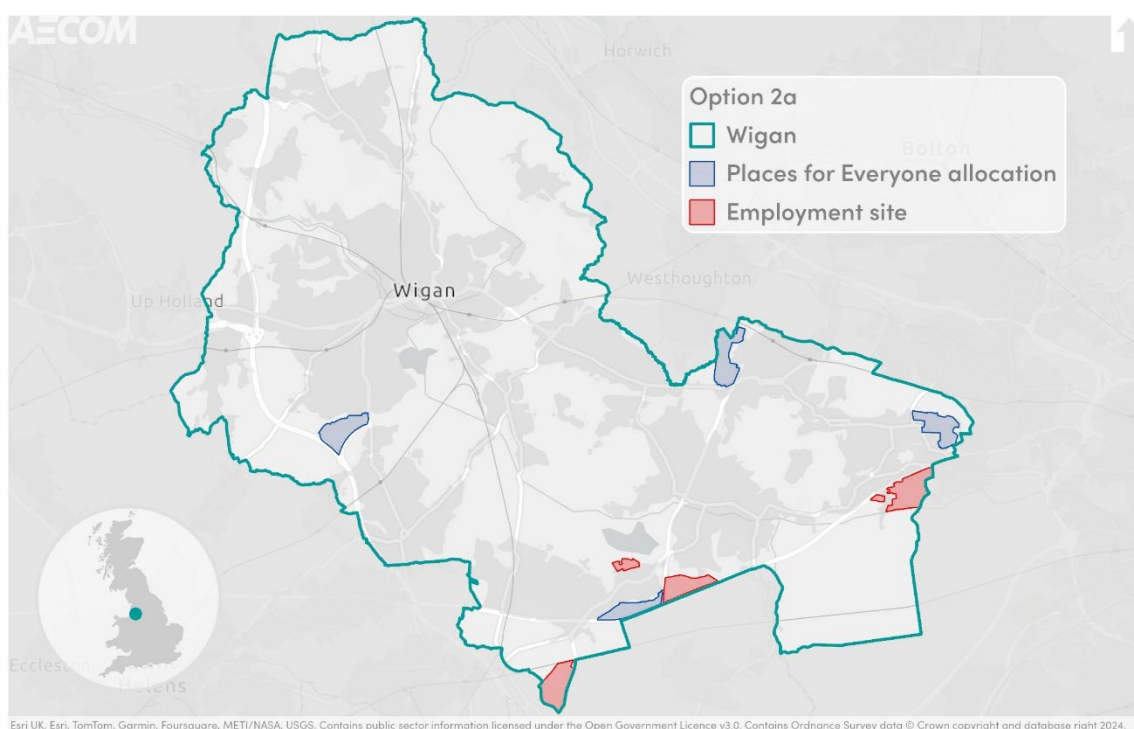 AECOM
Horwich
Option 2a
Wigan
Places for Everyone allocation
Employment site
Bolton
Westhoughton
Wigan
Up Holland
Eccleston
Helens
Esri UK, Esri, TomTom, Garmin, Foursquare, METI/NASA, USGS. Contains public sector information licensed under the Open Government Licence v3.0. Contains Ordnance Survey data © Crown copyright and database right 2024.